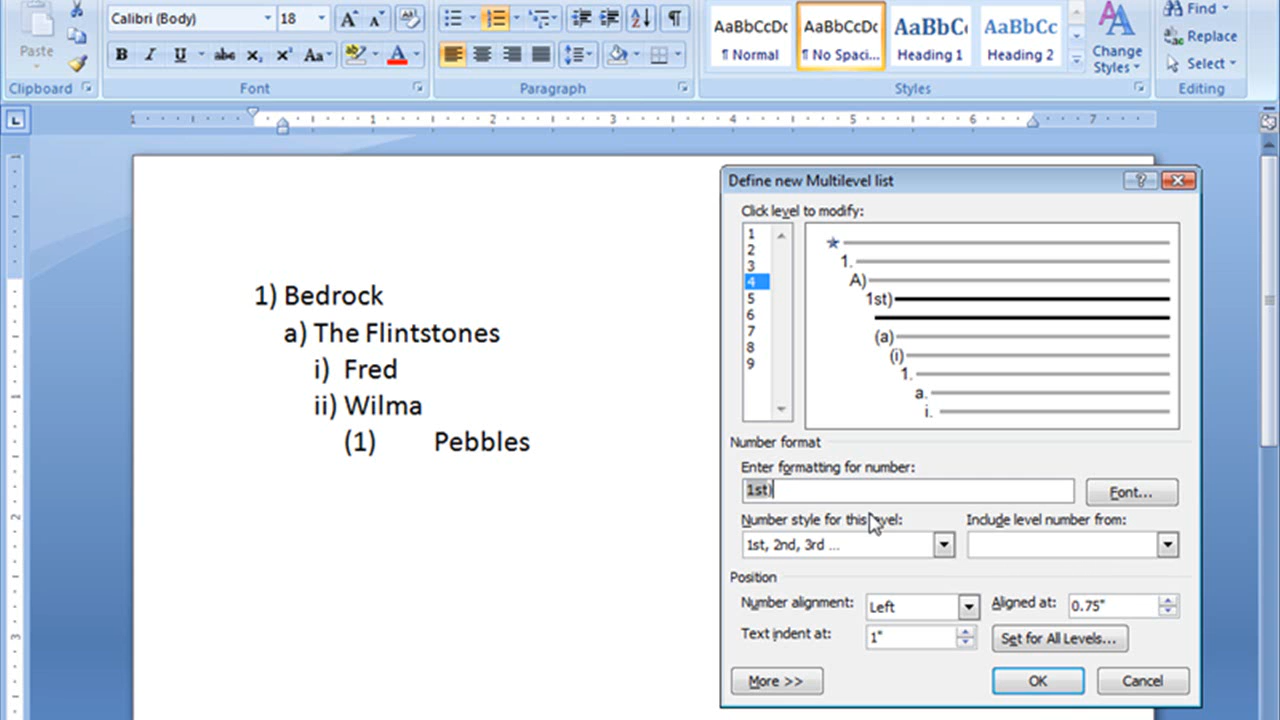 Calibri (Body) 18
Paste
B I U abc x₂ x² Aa A
AaBbCcDc AaBbCcDc AaBbC AaBbCc
¶ Normal ¶ No Spaci... Heading 1 Heading 2
Change
Styles
Find
Replace
Select
Clipboard Font Paragraph Styles Editing
1 1 2 3 4 5 6 7
Define new Multilevel list
Click level to modify:
1
2
3
4
5
6
7
8
9
1.
A)
1st)
(a)
(i)
1.
a.
i.
1) Bedrock
a) The Flintstones
i) Fred
ii) Wilma
(1) Pebbles
Number format
Enter formatting for number:
1st)
Font...
Number style for this level: Include level number from:
1st, 2nd, 3rd ...
Position
Number alignment: Left Aligned at: 0.75"
Text indent at: 1" Set for All Levels...
More >> OK Cancel